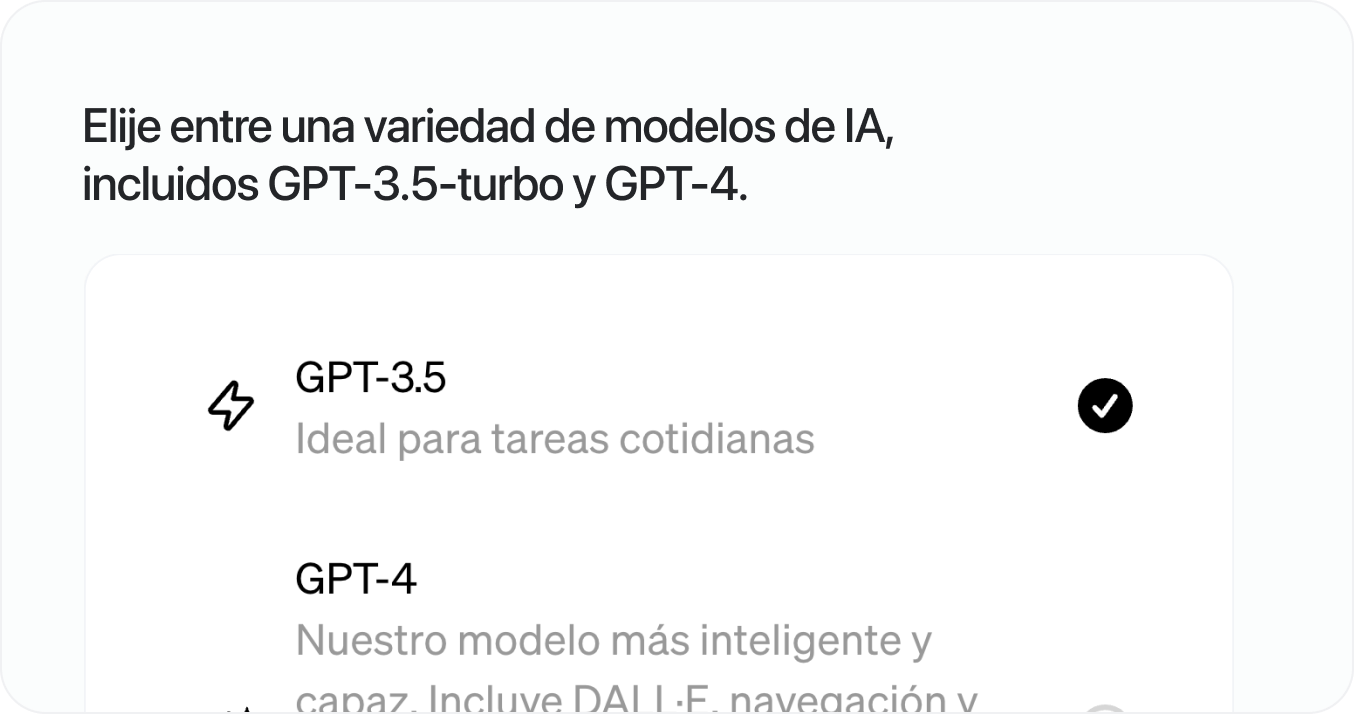 Elije entre una variedad de modelos de IA,
incluidos GPT-3.5-turbo y GPT-4.
GPT-3.5
Ideal para tareas cotidianas
GPT-4
Nuestro modelo más inteligente y
capaz. Incluye DALL·E, navegación y